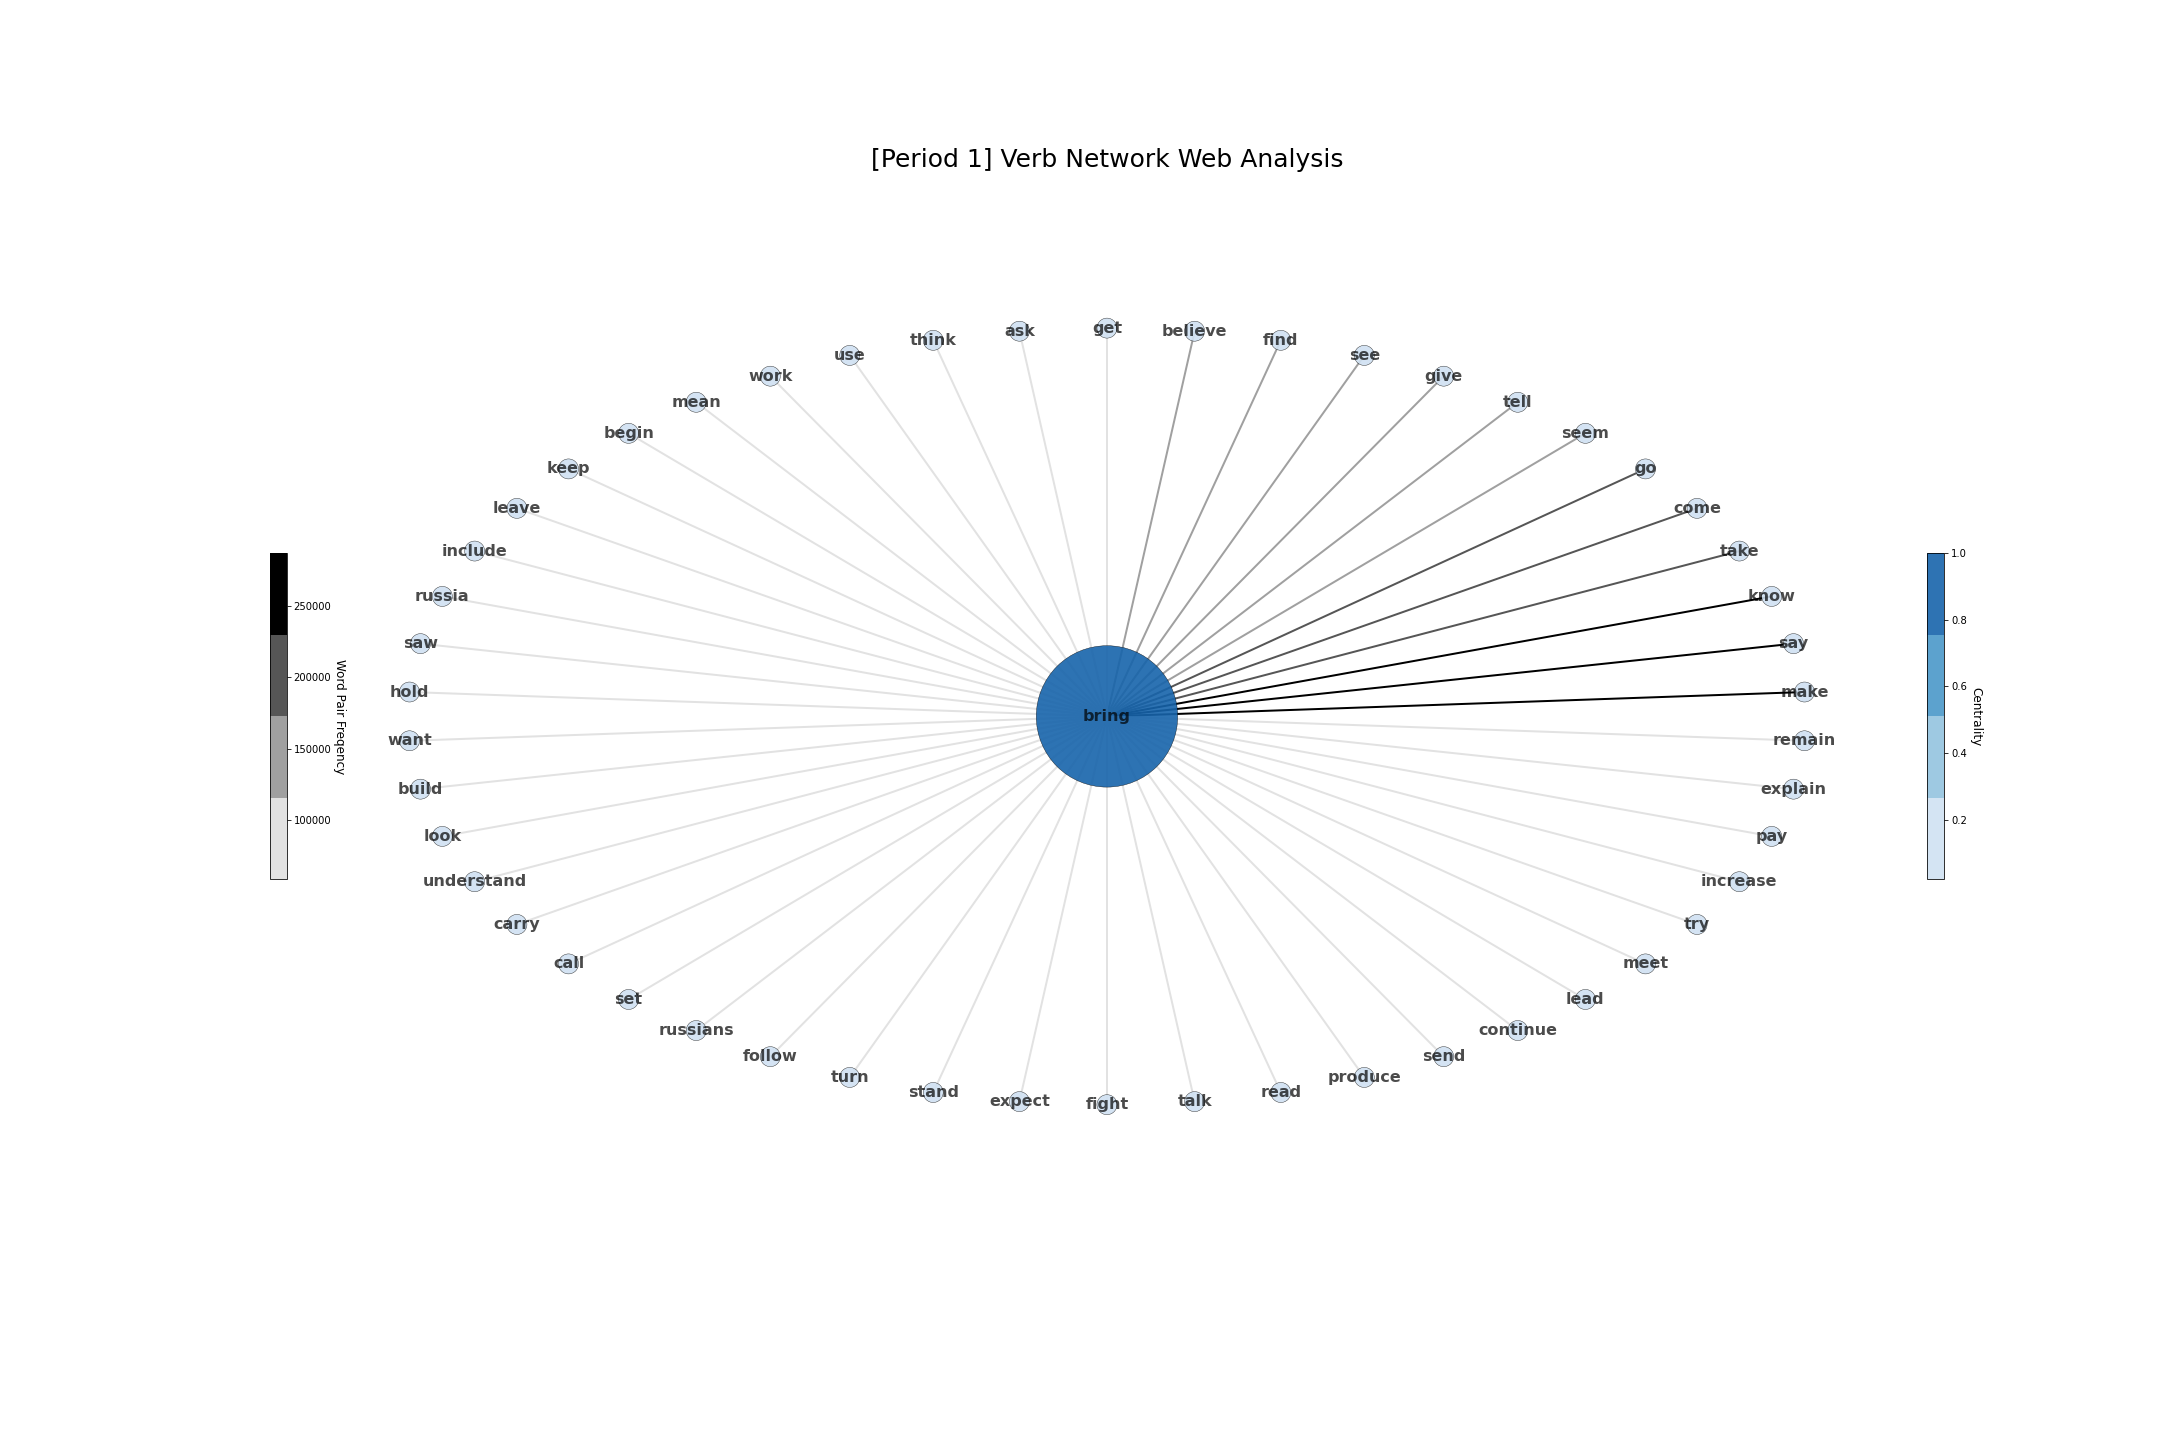 [Period 1] Verb Network Web Analysis
get
ask
believe
think
find
use
see
work
give
mean
tell
begin
seem
keep
go
leave
come
include
take
russia
know
saw
say
hold
make
bring
want
remain
build
explain
look
pay
understand
increase
carry
try
call
meet
set
lead
russians
continue
follow
send
turn
produce
stand
read
expect
talk
fight
250000
200000
150000
100000
Word Pair Freqency
1.0
0.8
0.6
0.4
0.2
Centrality